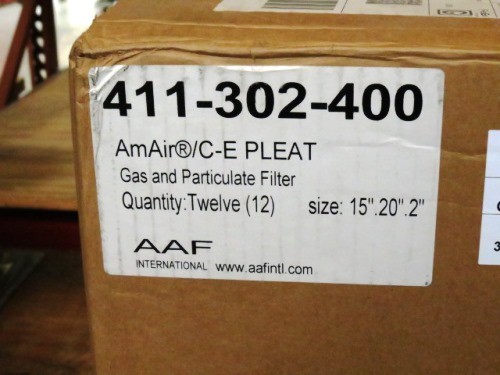 411-302-400
AmAir®/C-E PLEAT
Gas and Particulate Filter
Quantity:Twelve (12) size: 15".20".2"
AAF
INTERNATIONAL www.aafintl.com